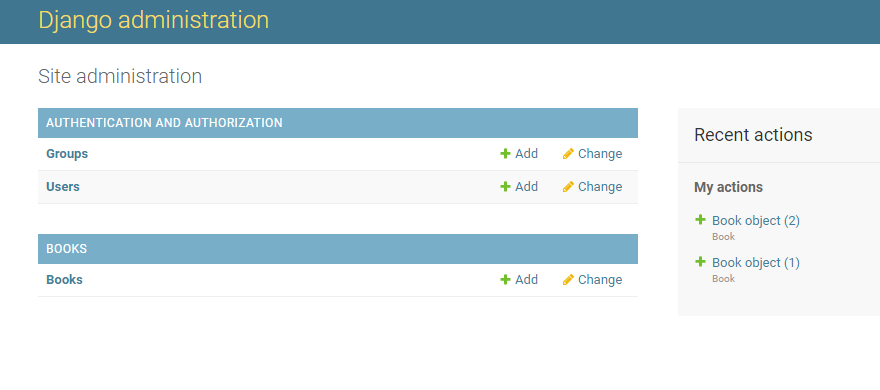 Django administration
Site administration
AUTHENTICATION AND AUTHORIZATION
Groups Add Change
Users Add Change
BOOKS
Books Add Change
Recent actions
My actions
Book object (2)
Book
Book object (1)
Book